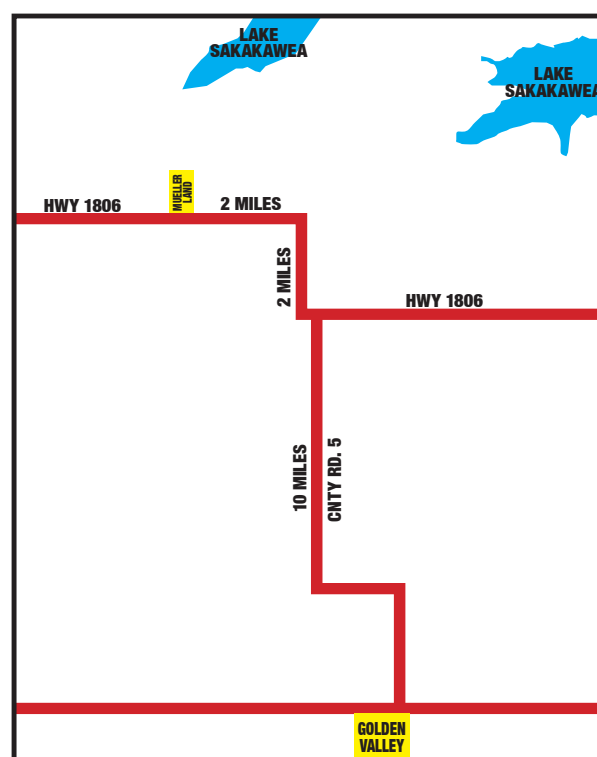 LAKE
SAKAKAWEA
LAKE
SAKAKAWEA
MUELLER
LAND
HWY 1806
2 MILES
2 MILES
HWY 1806
10 MILES
CNTY RD. 5
GOLDEN
VALLEY